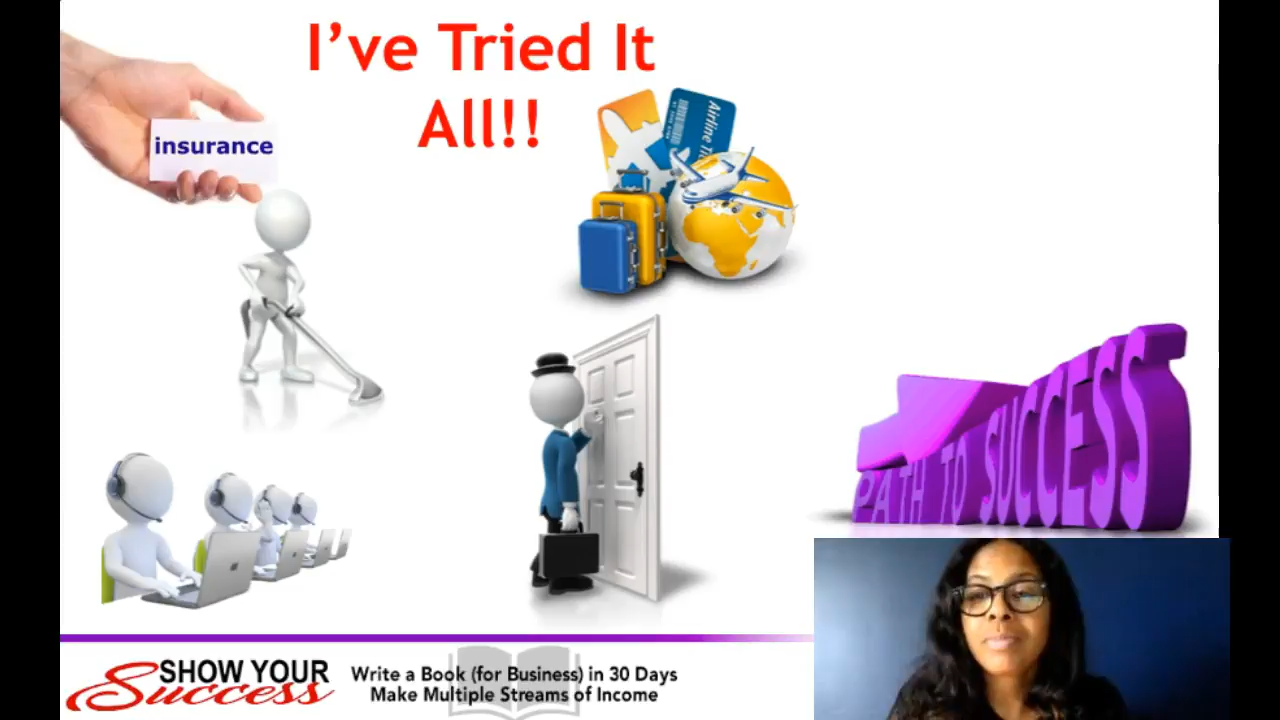 I've Tried It
All!!
insurance
Airline
PATH TO SUCCESS
SHOW YOUR
Success
Write a Book (for Business) in 30 Days
Make Multiple Streams of Income